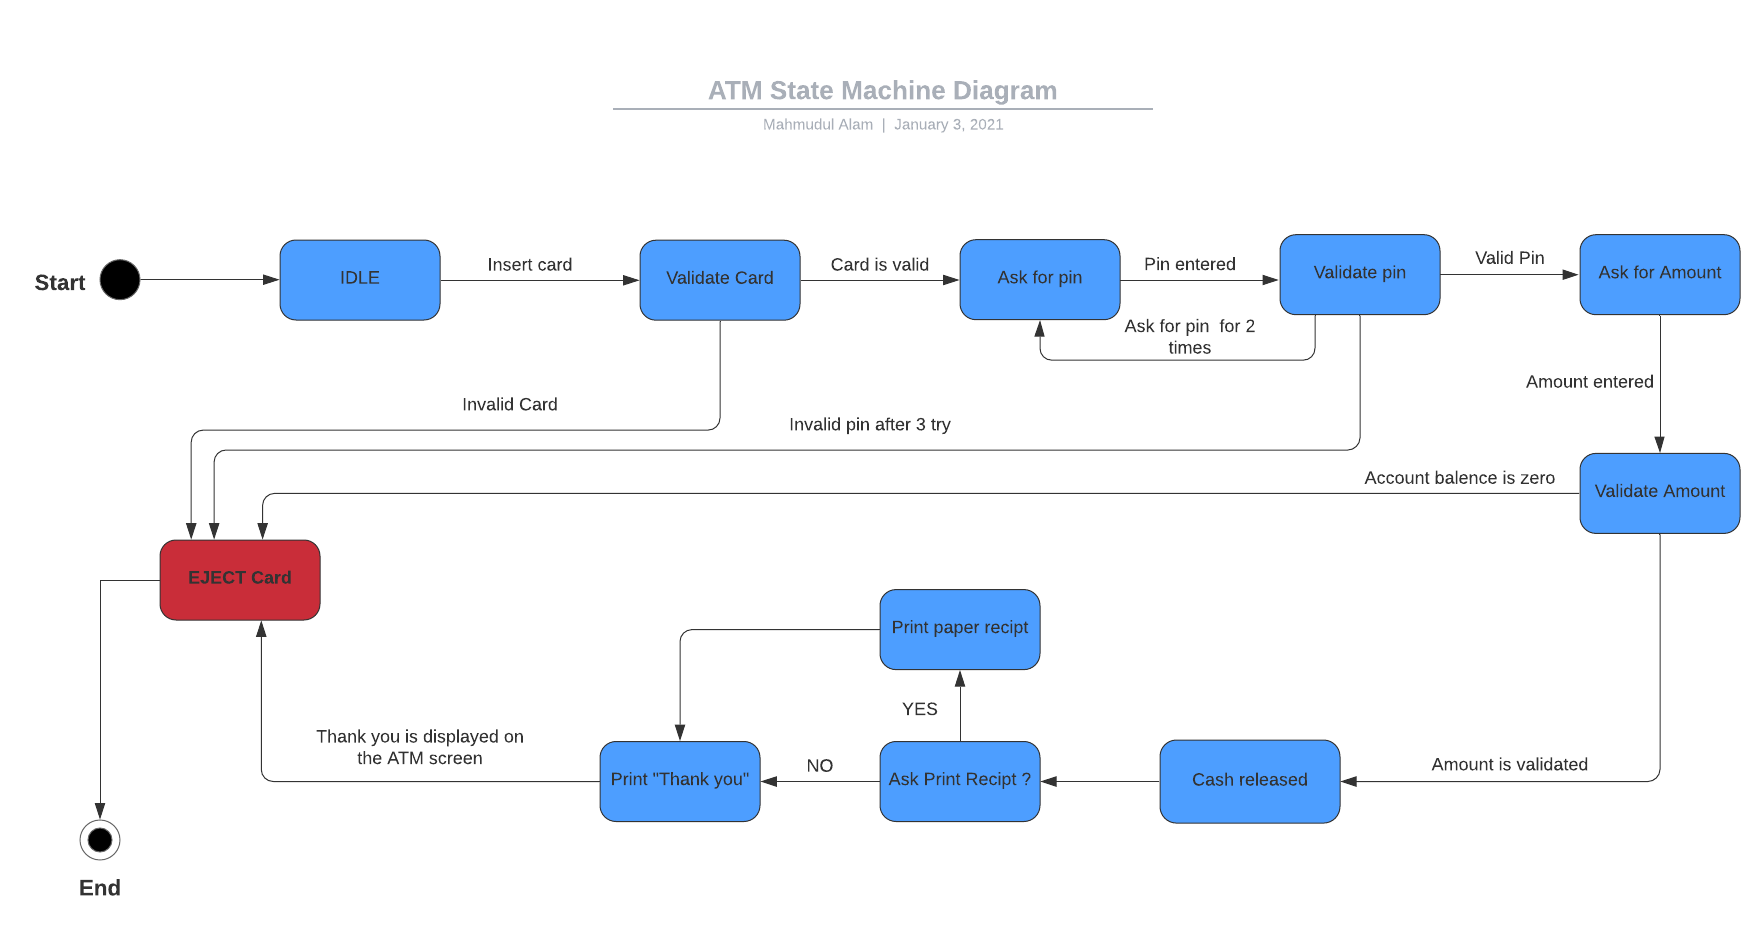 ATM State Machine Diagram
Mahmudul Alam | January 3, 2021
Start
IDLE
Insert card
Validate Card
Card is valid
Ask for pin
Pin entered
Validate pin
Valid Pin
Ask for Amount
Ask for pin  for 2
times
Amount entered
Invalid Card
Invalid pin after 3 try
Account balence is zero
Validate Amount
EJECT Card
Print paper recipt
YES
Thank you is displayed on
the ATM screen
Print "Thank you"
NO
Ask Print Recipt ?
Cash released
Amount is validated
End